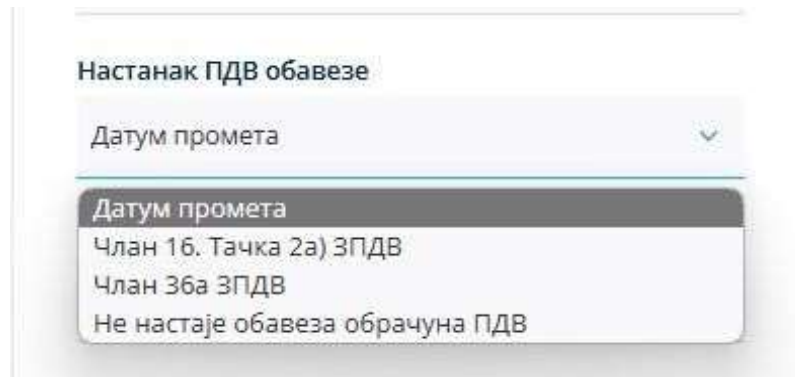 Настанак ПДВ обавезе
Датум промета
Датум промета
Члан 16. Тачка 2а) ЗПДВ
Члан 36а ЗПДВ
Не настаје обавеза обрачуна ПДВ